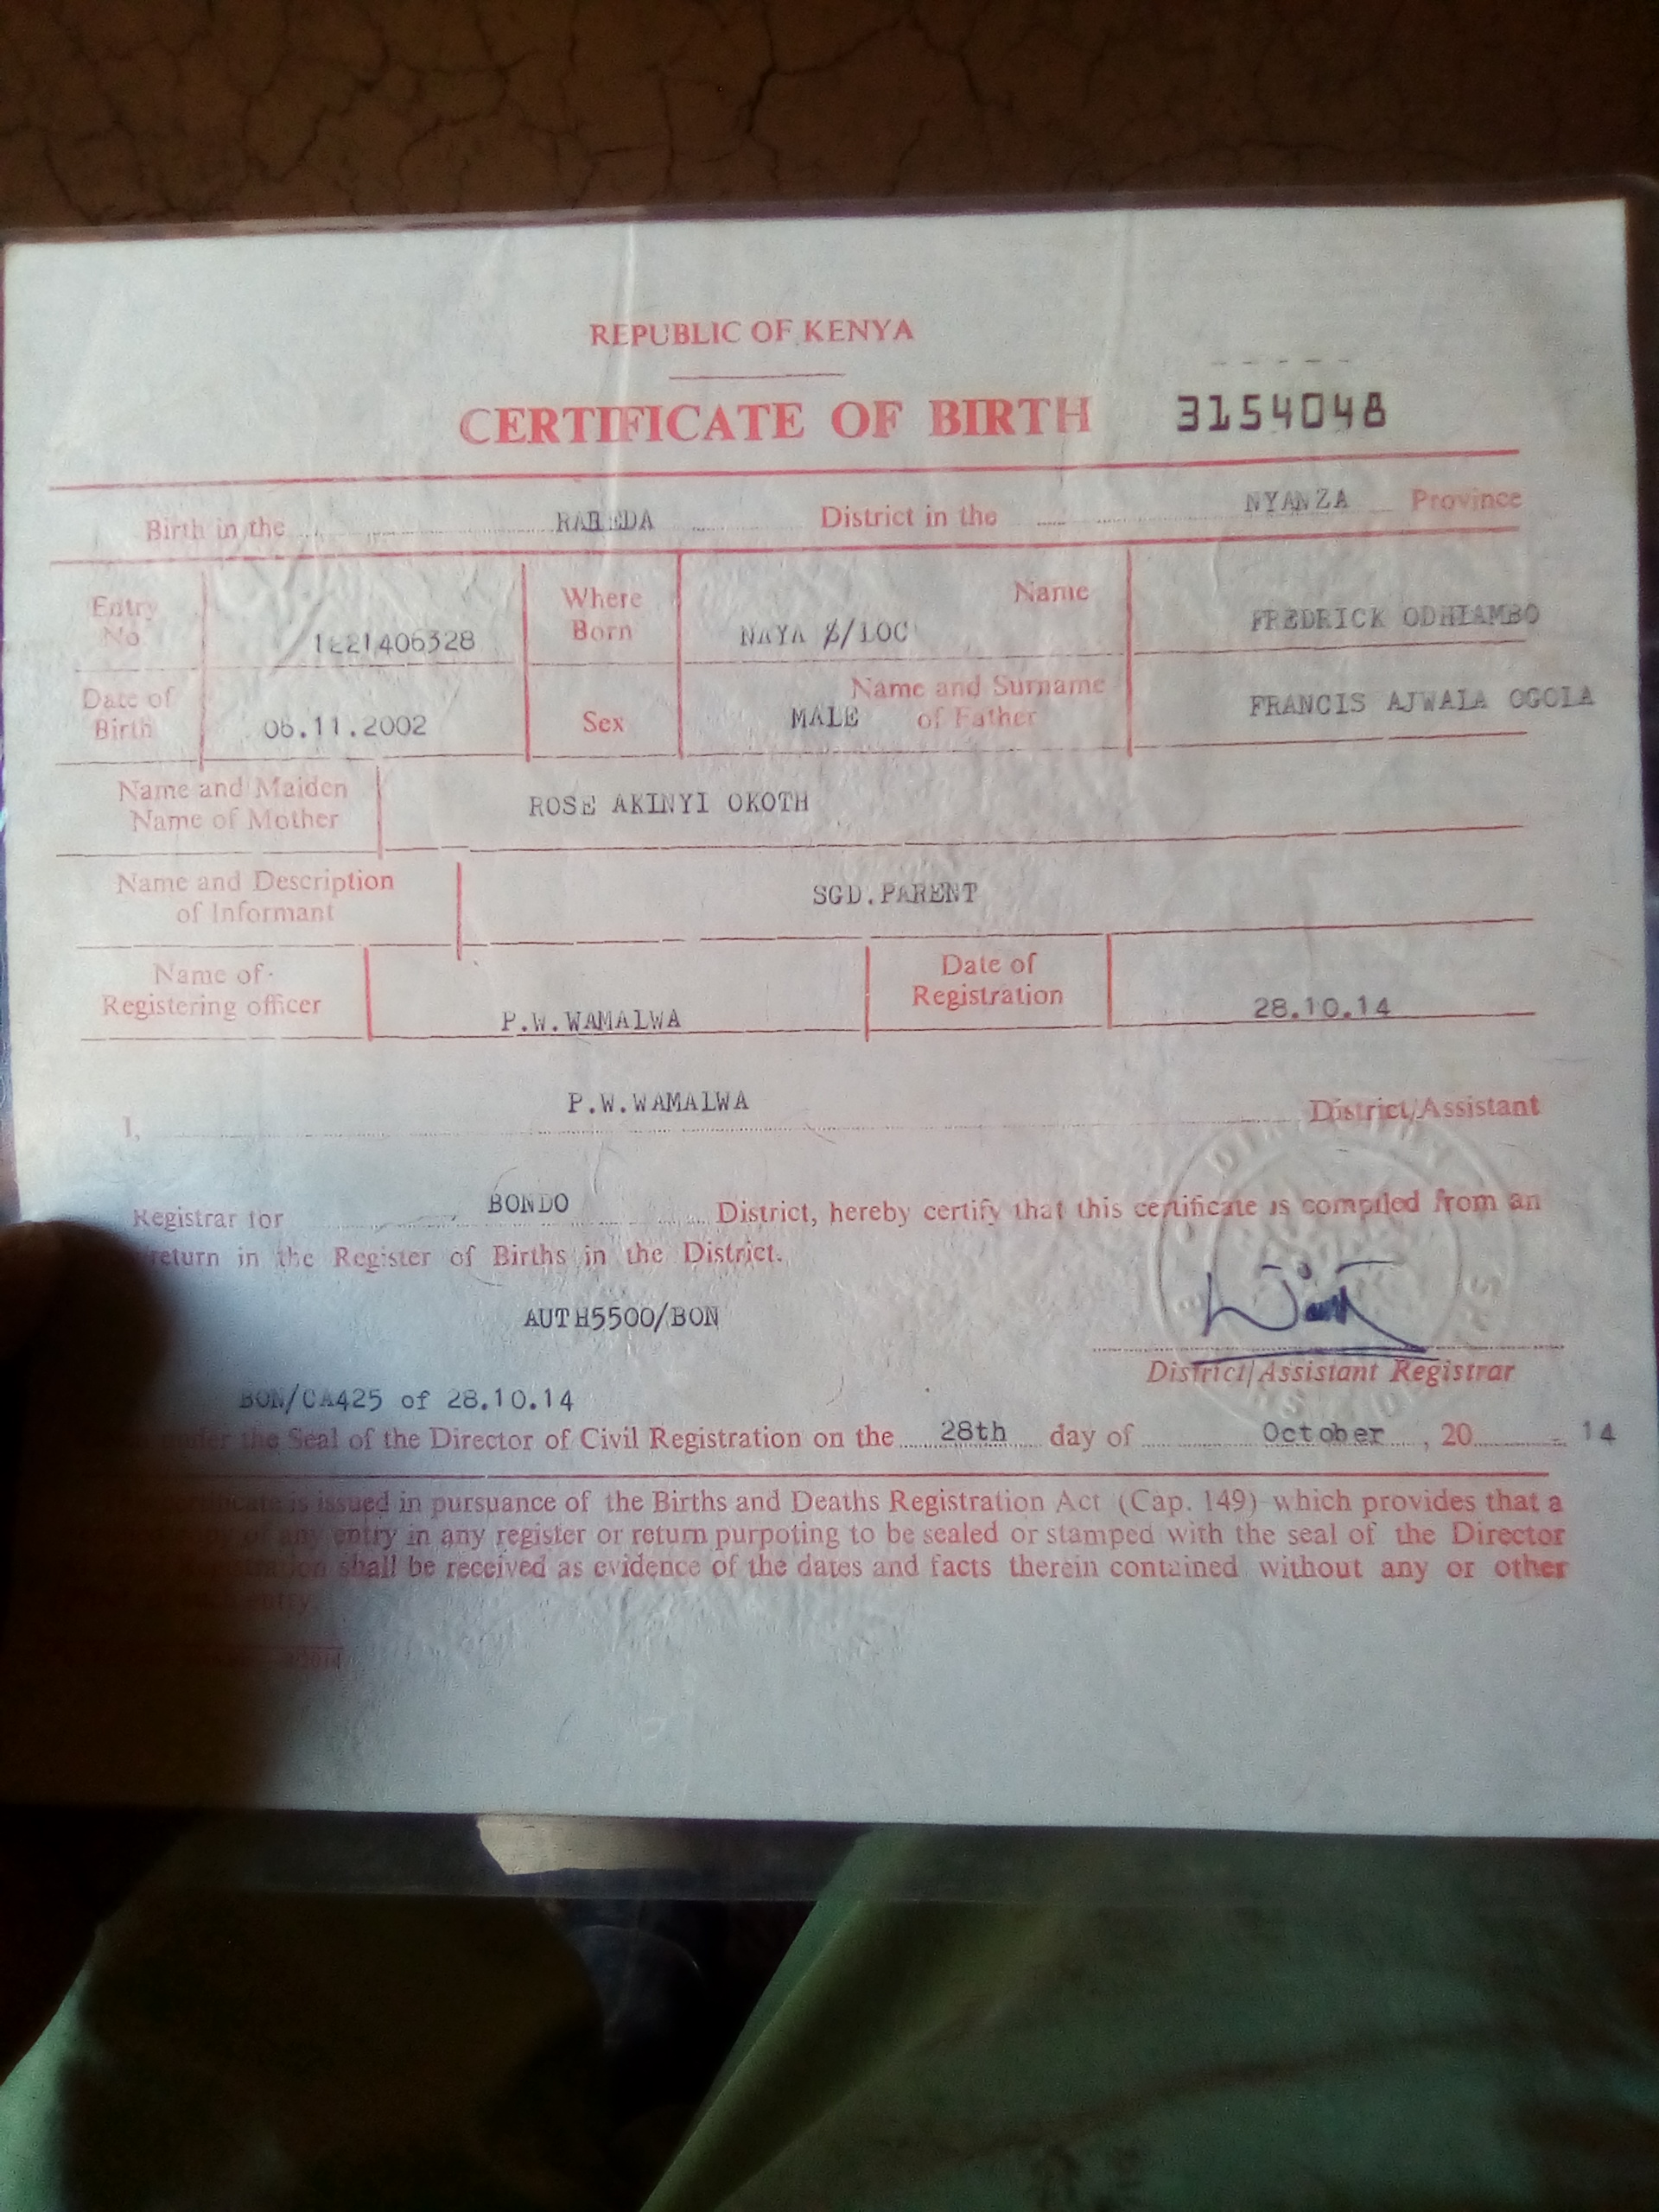 REPUBLIC OF KENYA
CERTIFICATE OF BIRTH 3154048
Birth in the RARIEDA District in the NYANZA Province
Entry No 1221406328 Where Born NAYA S/LOC Name FREDRICK ODHIAMBO
Date of Birth 06.11.2002 Sex MALE Name and Surname of Father FRANCIS AJWALA OGOLA
Name and Maiden Name of Mother ROSE AKINYI OKOTH
Name and Description of Informant SGD.PARENT
Name of Registering officer P.W.WAMALWA Date of Registration 28.10.14
I, P.W.WAMALWA District/Assistant
Registrar for BONDO District, hereby certify that this certificate is compiled from an
return in the Register of Births in the District.
AUTH5500/BON
District/Assistant Registrar
BON/CA425 of 28.10.14
under the Seal of the Director of Civil Registration on the 28th day of October, 20 14
certificate is issued in pursuance of the Births and Deaths Registration Act (Cap. 149) which provides that a
copy of any entry in any register or return purpoting to be sealed or stamped with the seal of the Director
shall be received as evidence of the dates and facts therein contained without any or other
entry